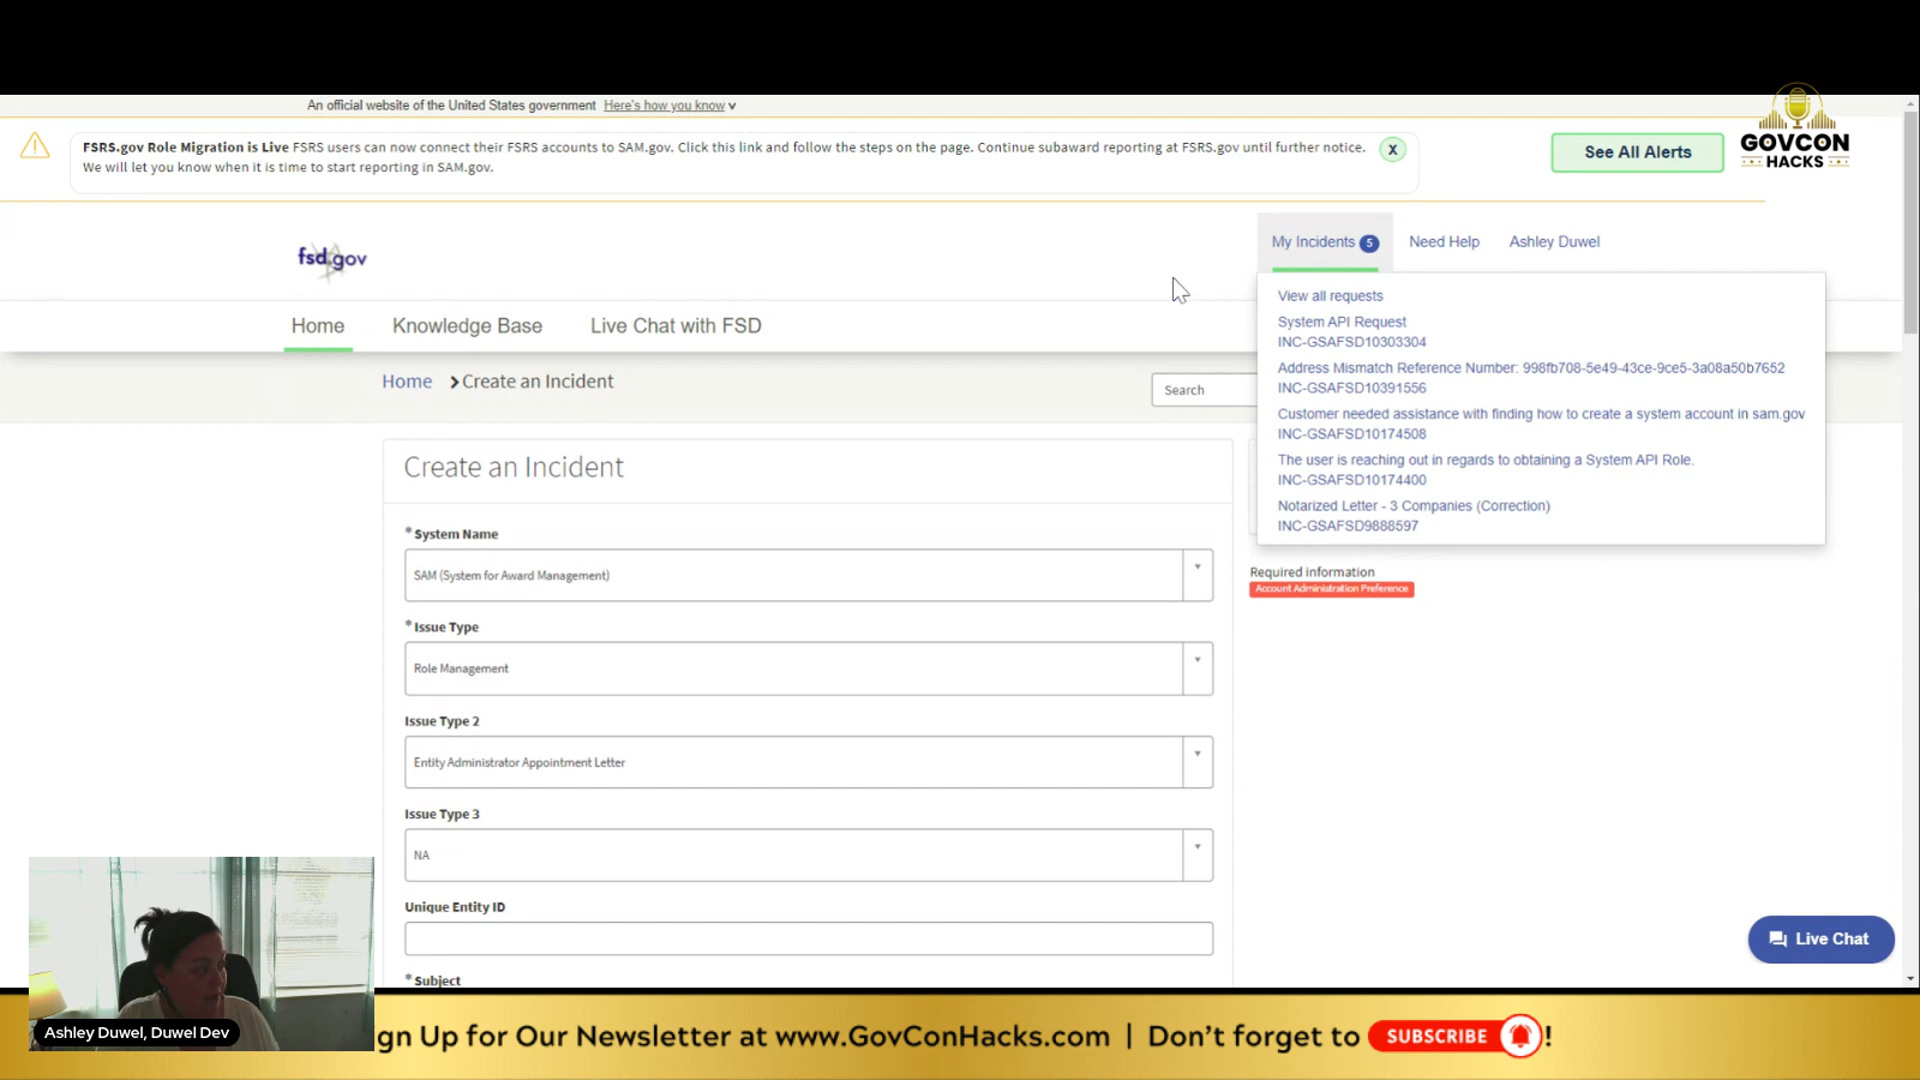 An official website of the United States government Here's how you know
FSRS.gov Role Migration is Live FSRS users can now connect their FSRS accounts to SAM.gov. Click this link and follow the steps on the page. Continue subaward reporting at FSRS.gov until further notice.
We will let you know when it is time to start reporting in SAM.gov.
X
See All Alerts
GOVCON
HACKS
fsd.gov
My Incidents 5
Need Help
Ashley Duwel
Home
Knowledge Base
Live Chat with FSD
View all requests
System API Request
INC-GSAFSD10303304
Address Mismatch Reference Number: 998fb708-5e49-43ce-9ce5-3a08a50b7652
INC-GSAFSD10391556
Customer needed assistance with finding how to create a system account in sam.gov
INC-GSAFSD10174508
The user is reaching out in regards to obtaining a System API Role.
INC-GSAFSD10174400
Notarized Letter - 3 Companies (Correction)
INC-GSAFSD9888597
Home > Create an Incident
Search
Create an Incident
* System Name
SAM (System for Award Management)
* Issue Type
Role Management
Issue Type 2
Entity Administrator Appointment Letter
Issue Type 3
NA
Unique Entity ID
* Subject
Required information
Account Administration Preference
Live Chat
Ashley Duwel, Duwel Dev
gn Up for Our Newsletter at www.GovConHacks.com | Don't forget to SUBSCRIBE !